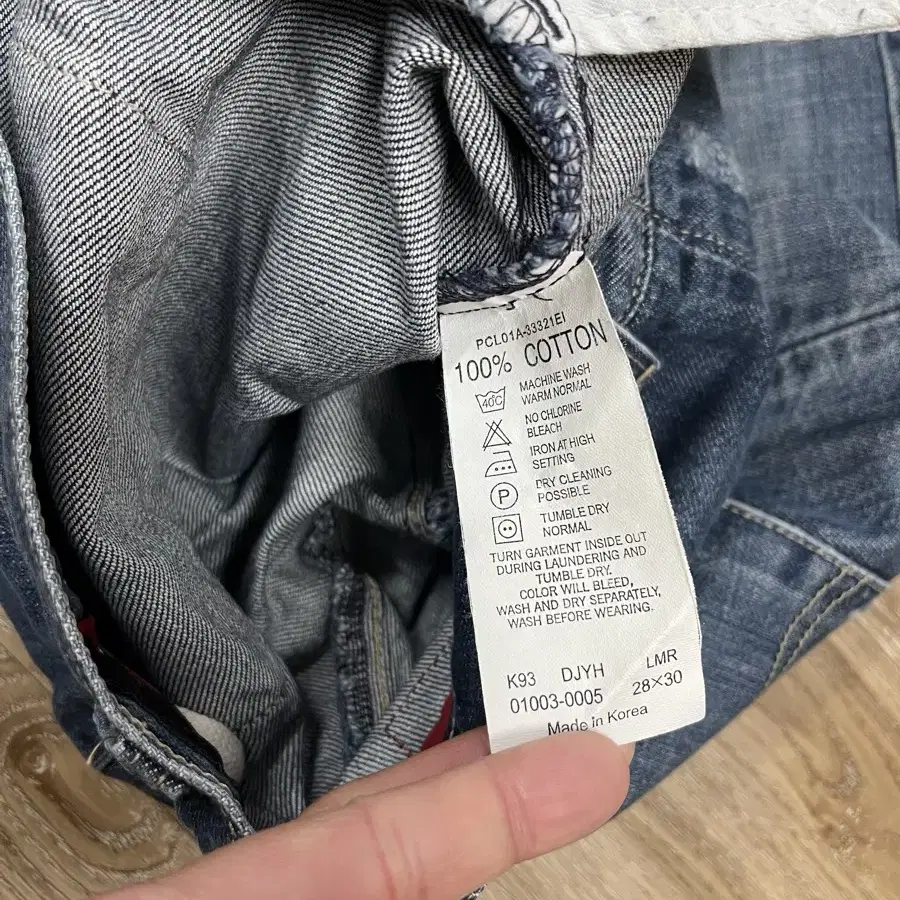 PCL01A-33321EI
100% COTTON
40C MACHINE WASH
WARM NORMAL
NO CHLORINE
BLEACH
IRON AT HIGH
SETTING
P DRY CLEANING
POSSIBLE
TUMBLE DRY
NORMAL
TURN GARMENT INSIDE OUT
DURING LAUNDERING AND
TUMBLE DRY.
COLOR WILL BLEED,
WASH AND DRY SEPARATELY,
WASH BEFORE WEARING.
K93 DJYH LMR
01003-0005 28×30
Made in Korea